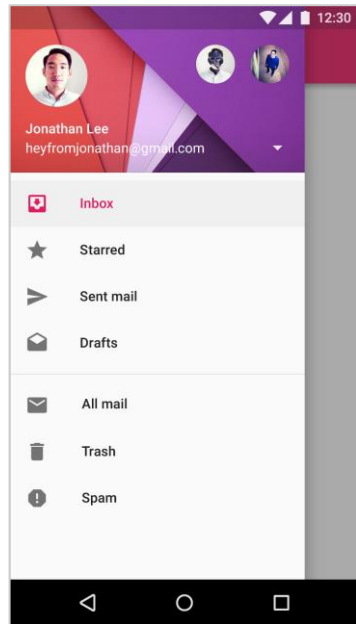 12:30
Jonathan Lee
heyfromjonathan@gmail.com
Inbox
Starred
Sent mail
Drafts
All mail
Trash
Spam